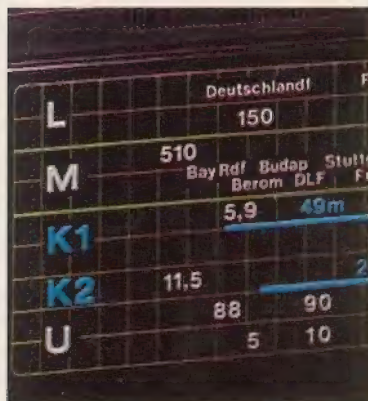 L
Deutschlandf
150
M
510
Bay Rdf Budap Stutt
Berom DLF
K1
5,9 49m
K2
11,5
88 90
U
5 10